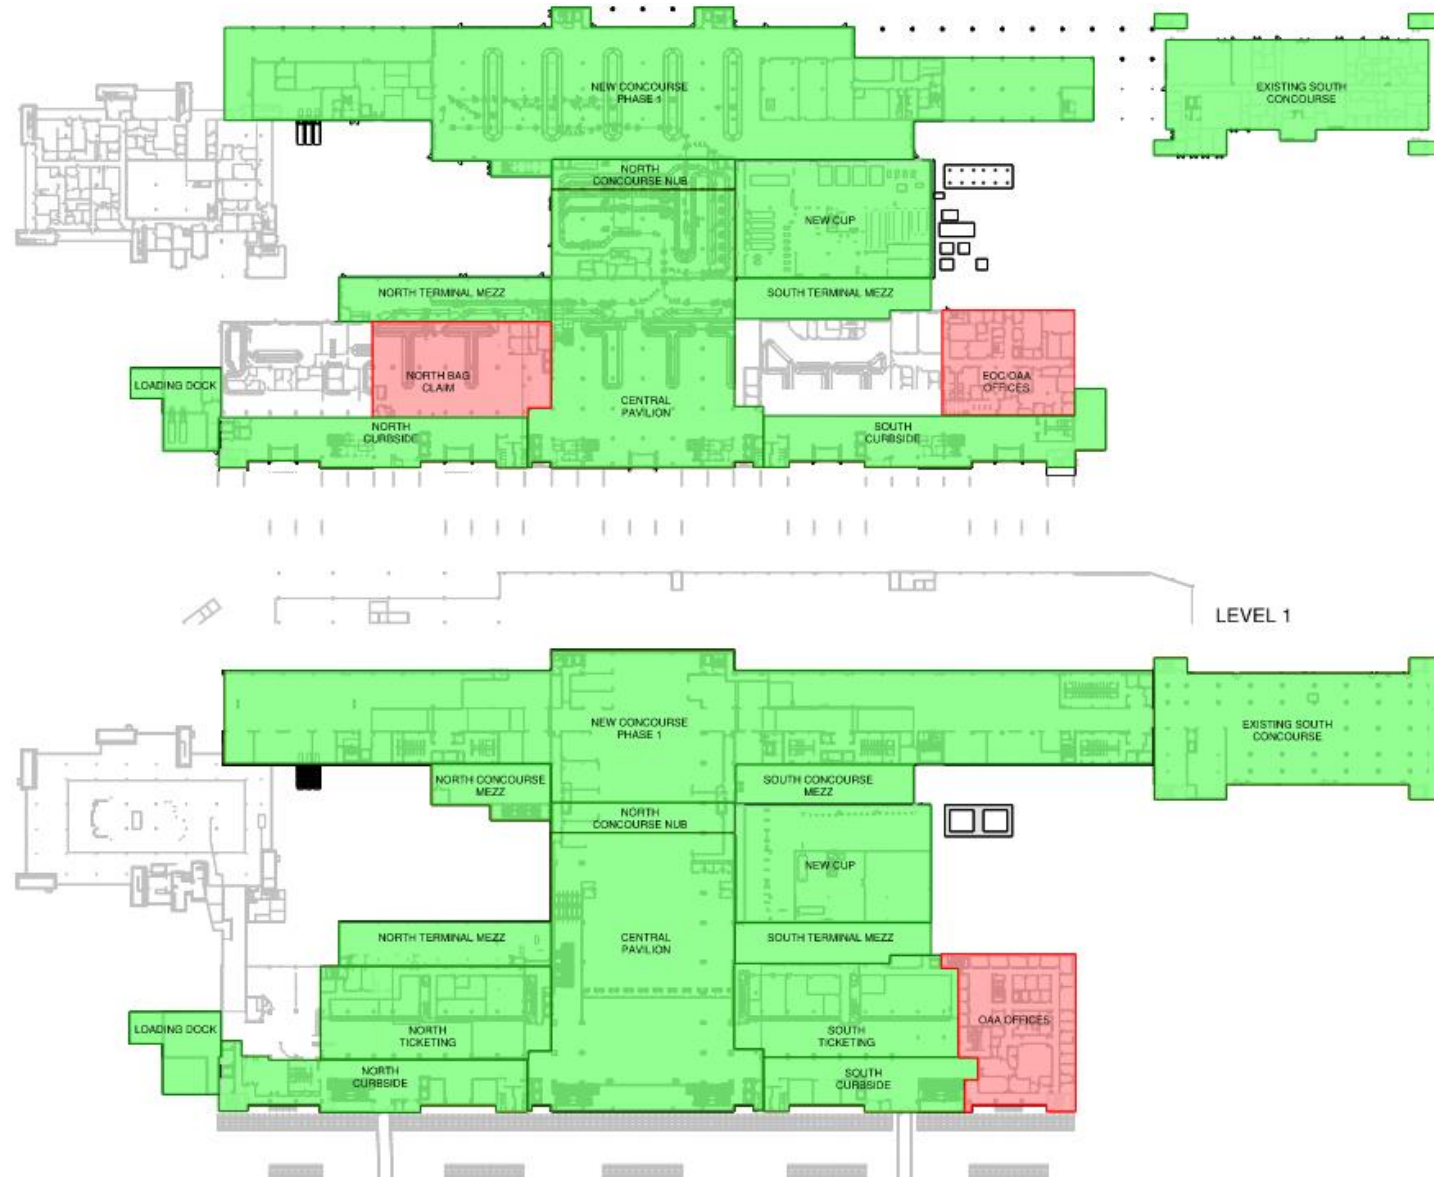 NEW CONCOURSE
PHASE 1
EXISTING SOUTH
CONCOURSE
NORTH
CONCOURSE NUB
NEW CUP
NORTH TERMINAL MEZZ
SOUTH TERMINAL MEZZ
LOADING DOCK
NORTH BAG
CLAIM
EOC/OAA
OFFICES
CENTRAL
PAVILION
NORTH
CURBSIDE
SOUTH
CURBSIDE
LEVEL 1
NEW CONCOURSE
PHASE 1
EXISTING SOUTH
CONCOURSE
NORTH CONCOURSE
MEZZ
SOUTH CONCOURSE
MEZZ
NORTH
CONCOURSE NUB
NEW CUP
NORTH TERMINAL MEZZ
CENTRAL
PAVILION
SOUTH TERMINAL MEZZ
LOADING DOCK
NORTH
TICKETING
SOUTH
TICKETING
OAA OFFICES
NORTH
CURBSIDE
SOUTH
CURBSIDE